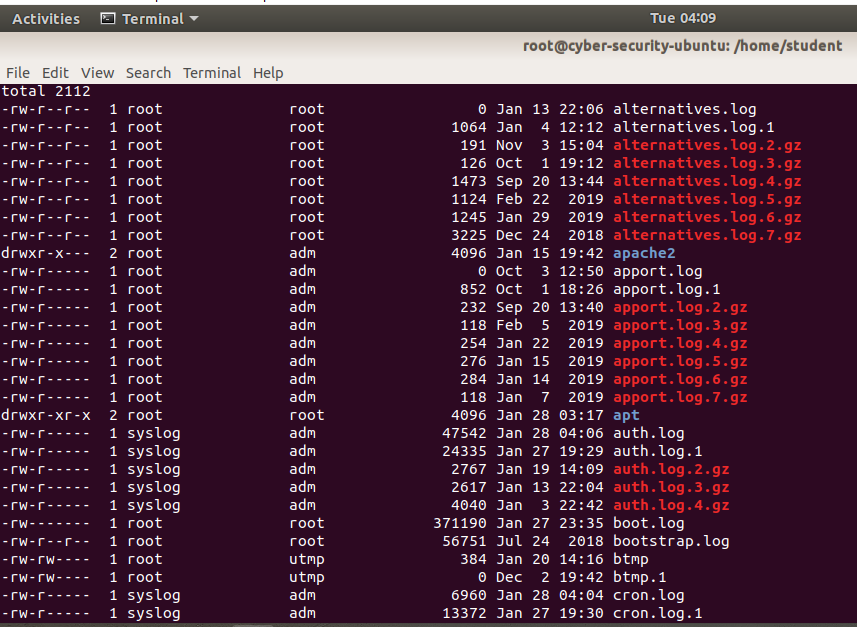 Activities Terminal Tue 04:09
root@cyber-security-ubuntu: /home/student
File Edit View Search Terminal Help
total 2112
-rw-r--r-- 1 root root 0 Jan 13 22:06 alternatives.log
-rw-r--r-- 1 root root 1064 Jan 4 12:12 alternatives.log.1
-rw-r--r-- 1 root root 191 Nov 3 15:04 alternatives.log.2.gz
-rw-r--r-- 1 root root 126 Oct 1 19:12 alternatives.log.3.gz
-rw-r--r-- 1 root root 1473 Sep 20 13:44 alternatives.log.4.gz
-rw-r--r-- 1 root root 1124 Feb 22 2019 alternatives.log.5.gz
-rw-r--r-- 1 root root 1245 Jan 29 2019 alternatives.log.6.gz
-rw-r--r-- 1 root root 3225 Dec 24 2018 alternatives.log.7.gz
drwxr-x--- 2 root adm 4096 Jan 15 19:42 apache2
-rw-r----- 1 root adm 0 Oct 3 12:50 apport.log
-rw-r----- 1 root adm 852 Oct 1 18:26 apport.log.1
-rw-r----- 1 root adm 232 Sep 20 13:40 apport.log.2.gz
-rw-r----- 1 root adm 118 Feb 5 2019 apport.log.3.gz
-rw-r----- 1 root adm 254 Jan 22 2019 apport.log.4.gz
-rw-r----- 1 root adm 276 Jan 15 2019 apport.log.5.gz
-rw-r----- 1 root adm 284 Jan 14 2019 apport.log.6.gz
-rw-r----- 1 root adm 118 Jan 7 2019 apport.log.7.gz
drwxr-xr-x 2 root root 4096 Jan 28 03:17 apt
-rw-r----- 1 syslog adm 47542 Jan 28 04:06 auth.log
-rw-r----- 1 syslog adm 24335 Jan 27 19:29 auth.log.1
-rw-r----- 1 syslog adm 2767 Jan 19 14:09 auth.log.2.gz
-rw-r----- 1 syslog adm 2617 Jan 13 22:04 auth.log.3.gz
-rw-r----- 1 syslog adm 4040 Jan 3 22:42 auth.log.4.gz
-rw------- 1 root root 371190 Jan 27 23:35 boot.log
-rw-r--r-- 1 root root 56751 Jul 24 2018 bootstrap.log
-rw-rw---- 1 root utmp 384 Jan 20 14:16 btmp
-rw-rw---- 1 root utmp 0 Dec 2 19:42 btmp.1
-rw-r----- 1 syslog adm 6960 Jan 28 04:04 cron.log
-rw-r----- 1 syslog adm 13372 Jan 27 19:30 cron.log.1